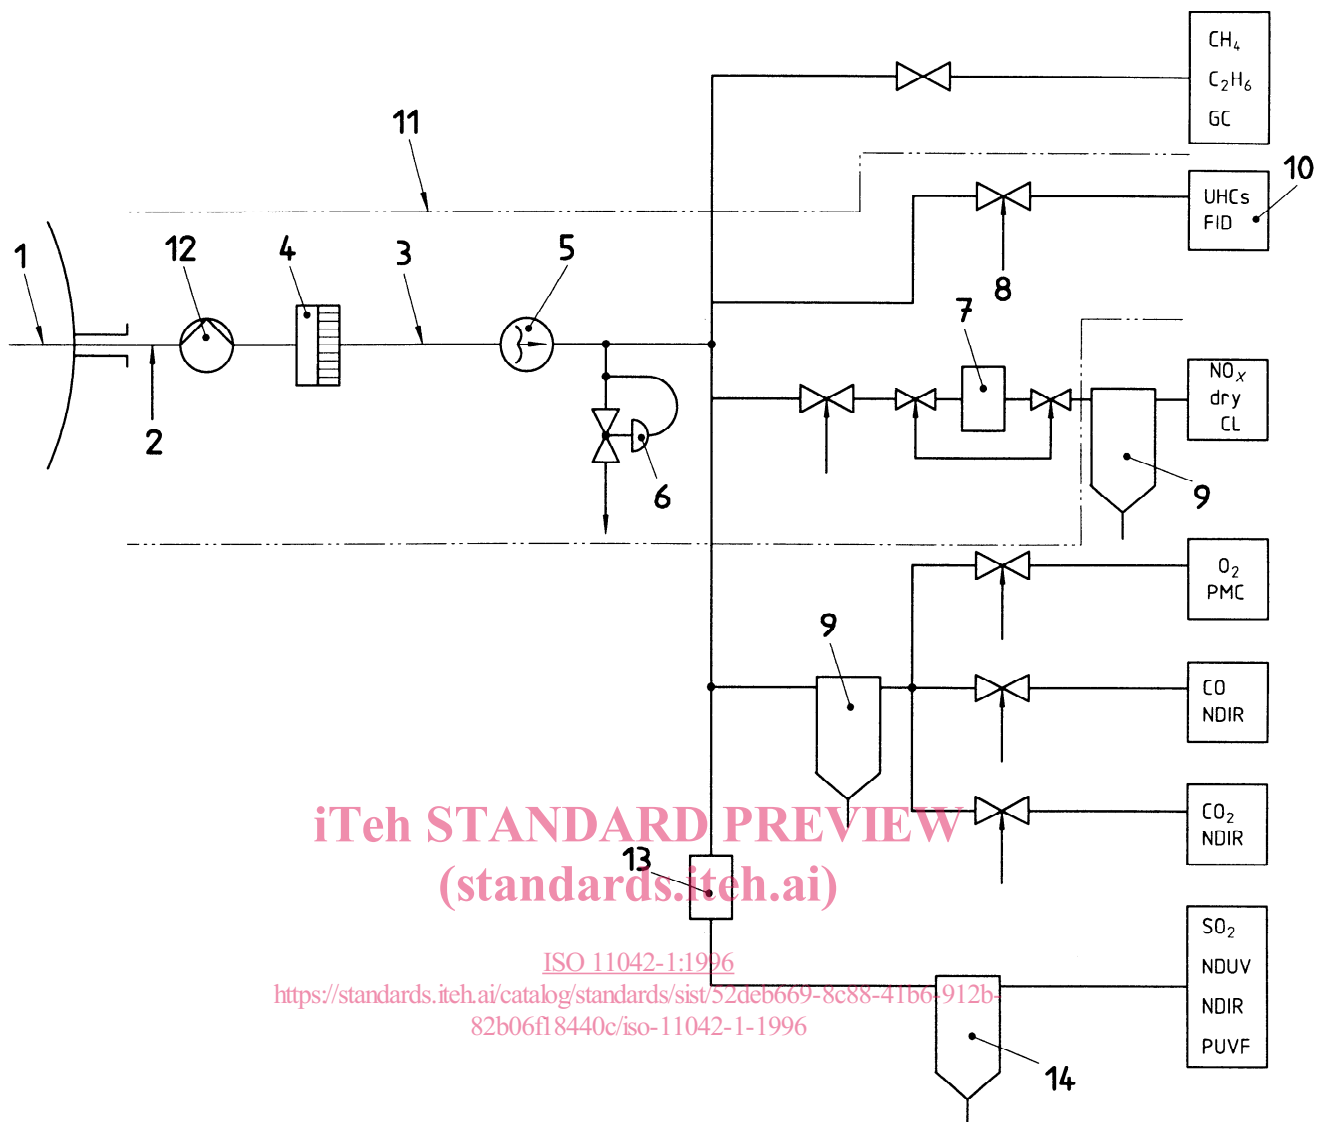 CH₄
C₂H₆
GC
11
10
UHCs
FID
1
12
4
3
5
8
7
NOₓ
dry
CL
2
6
9
O₂
PMC
9
CO
NDIR
CO₂
NDIR
iTeh STANDARD PREVIEW
13
(standards.iteh.ai)
SO₂
NDUV
NDIR
PUVF
ISO 11042-1:1996
https://standards.iteh.ai/catalog/standards/sist/52deb669-8c88-41b6-912b-
82b06f18440c/iso-11042-1-1996
14